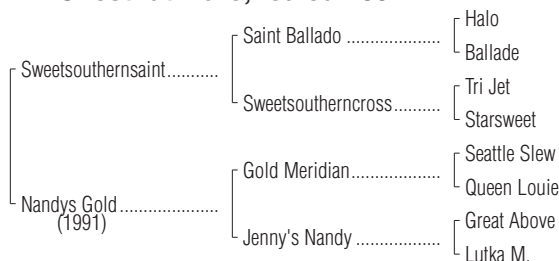 Halo
Saint Ballado ....................
Ballade
Sweetsouthernsaint...........
Tri Jet
Sweetsoutherncross..........
Starsweet
Seattle Slew
Gold Meridian...................
Queen Louie
Nandys Gold .....................
(1991)
Great Above
Jenny's Nandy .................
Lutka M.